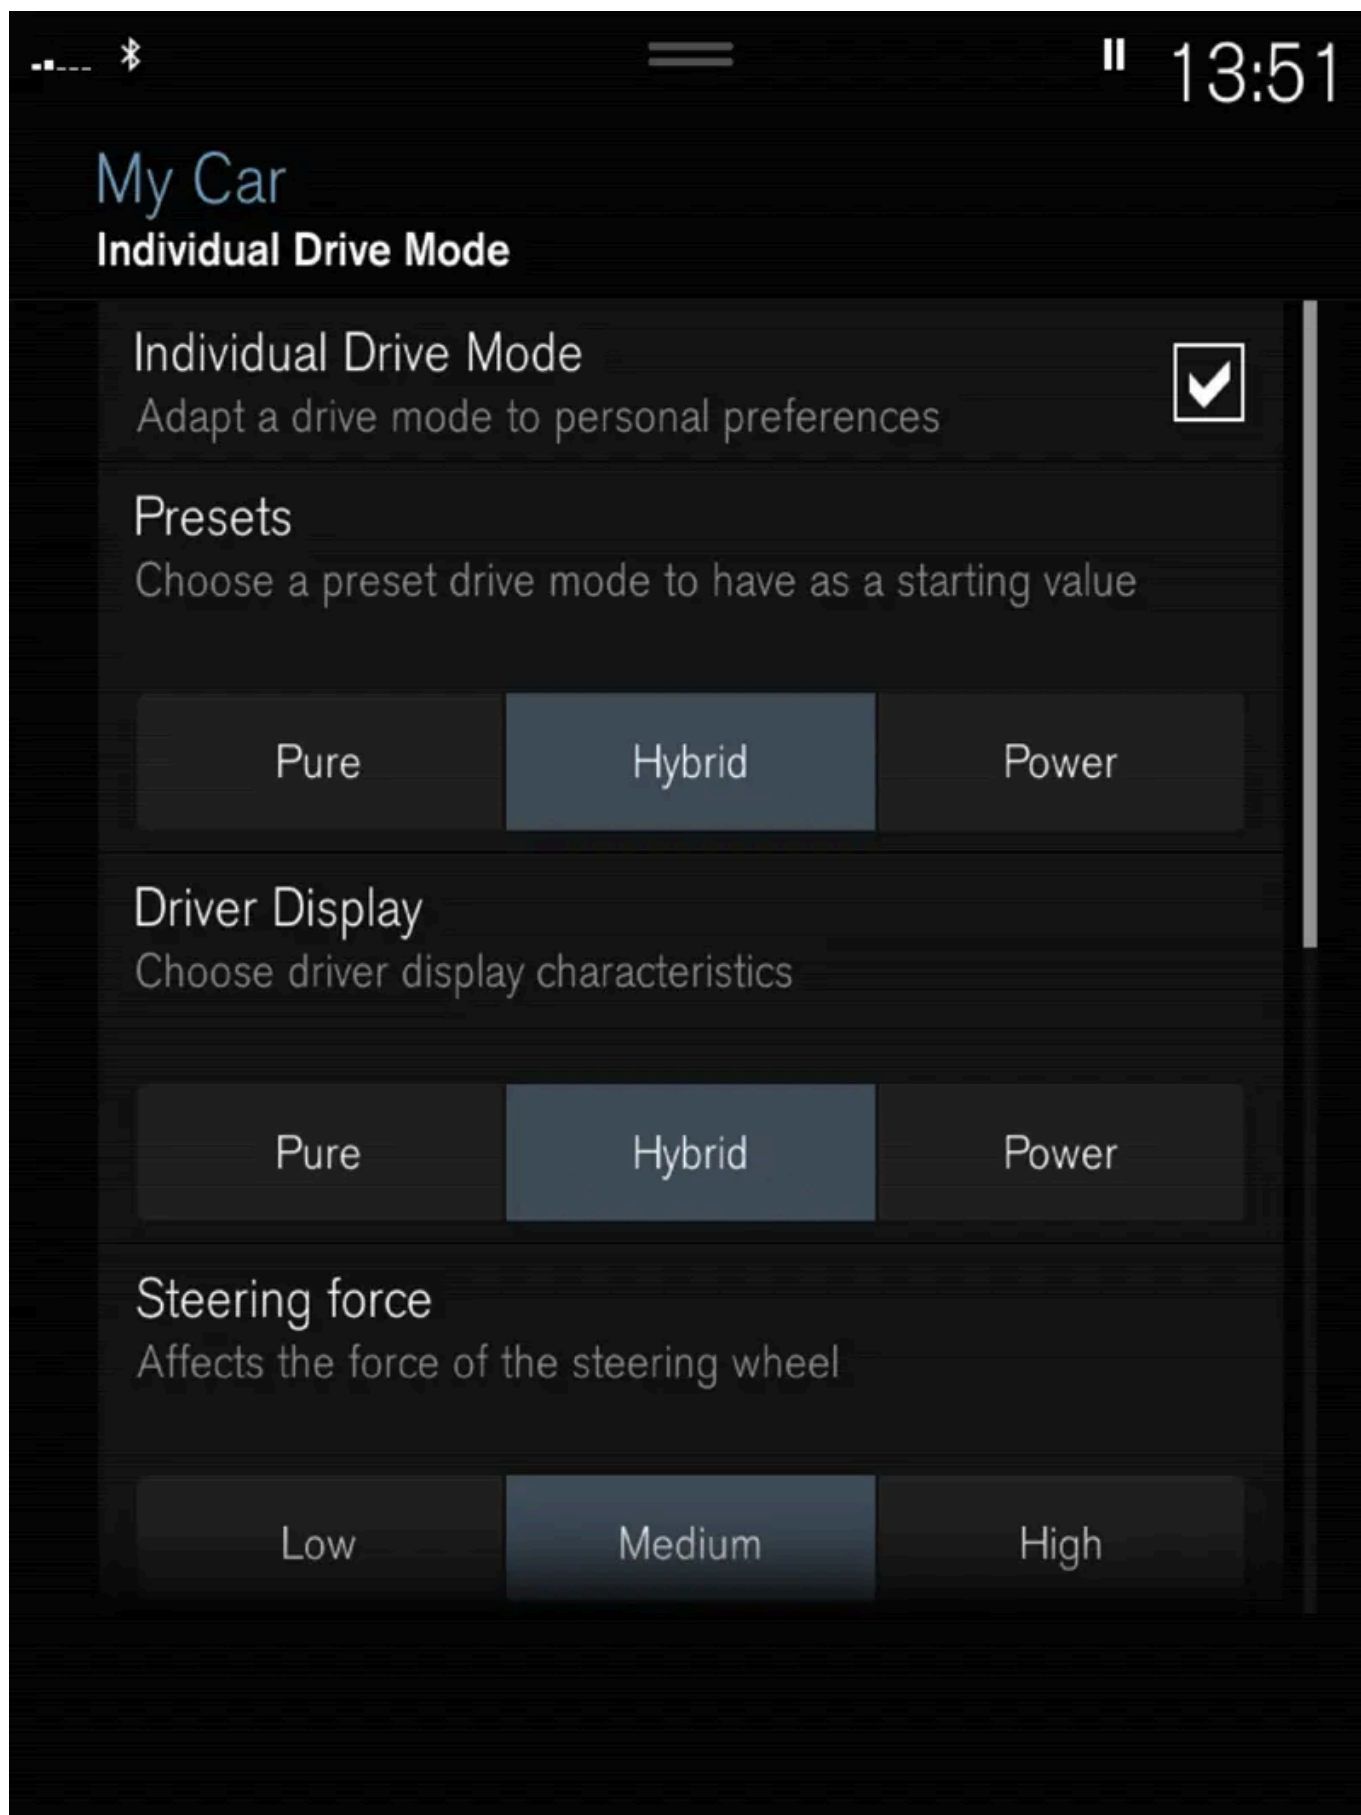 13:51
My Car
Individual Drive Mode
Individual Drive Mode
Adapt a drive mode to personal preferences
Presets
Choose a preset drive mode to have as a starting value
Pure Hybrid Power
Driver Display
Choose driver display characteristics
Pure Hybrid Power
Steering force
Affects the force of the steering wheel
Low Medium High